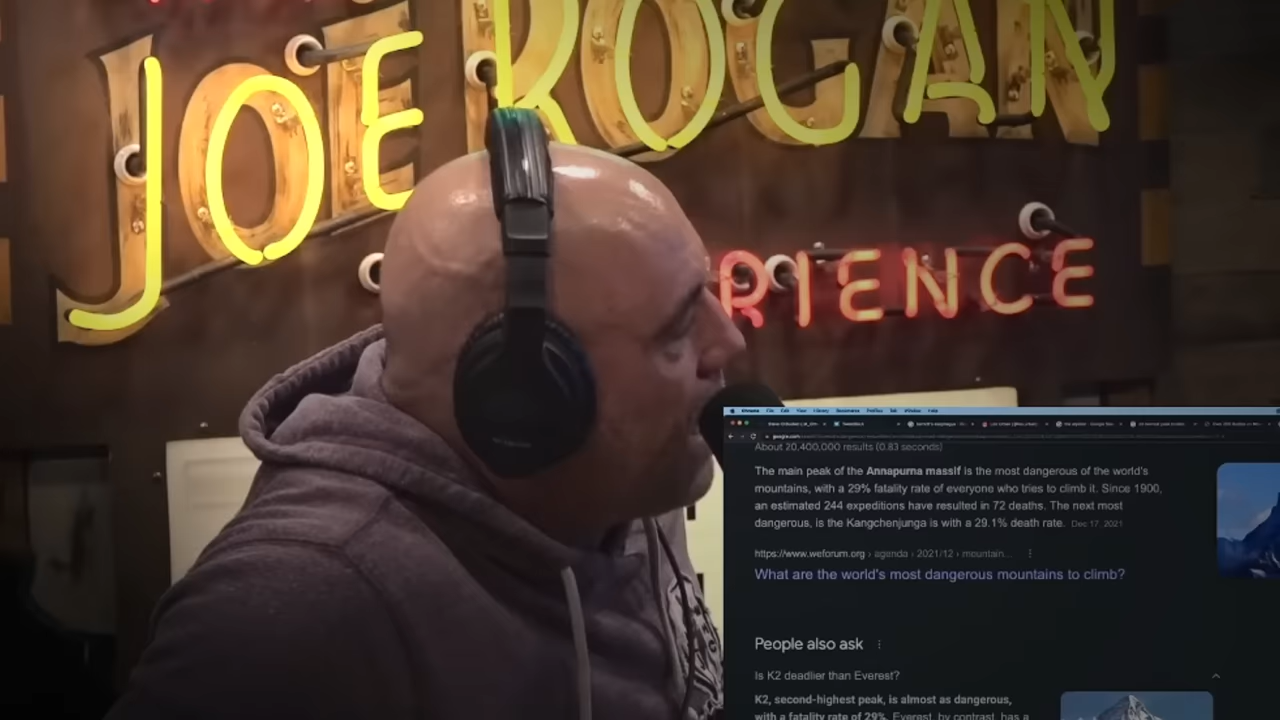 JOE ROGAN
PERIENCE
About 20,400,000 results (0.83 seconds)
The main peak of the Annapurna massif is the most dangerous of the world's
mountains, with a 29% fatality rate of everyone who tries to climb it. Since 1900,
an estimated 244 expeditions have resulted in 72 deaths. The next most
dangerous, is the Kangchenjunga is with a 29.1% death rate. Dec 17, 2021
https://www.weforum.org › agenda › 2021/12 › mountain...
What are the world's most dangerous mountains to climb?
People also ask
Is K2 deadlier than Everest?
K2, second-highest peak, is almost as dangerous,
with a fatality rate of 29%. Everest, by contrast, has a